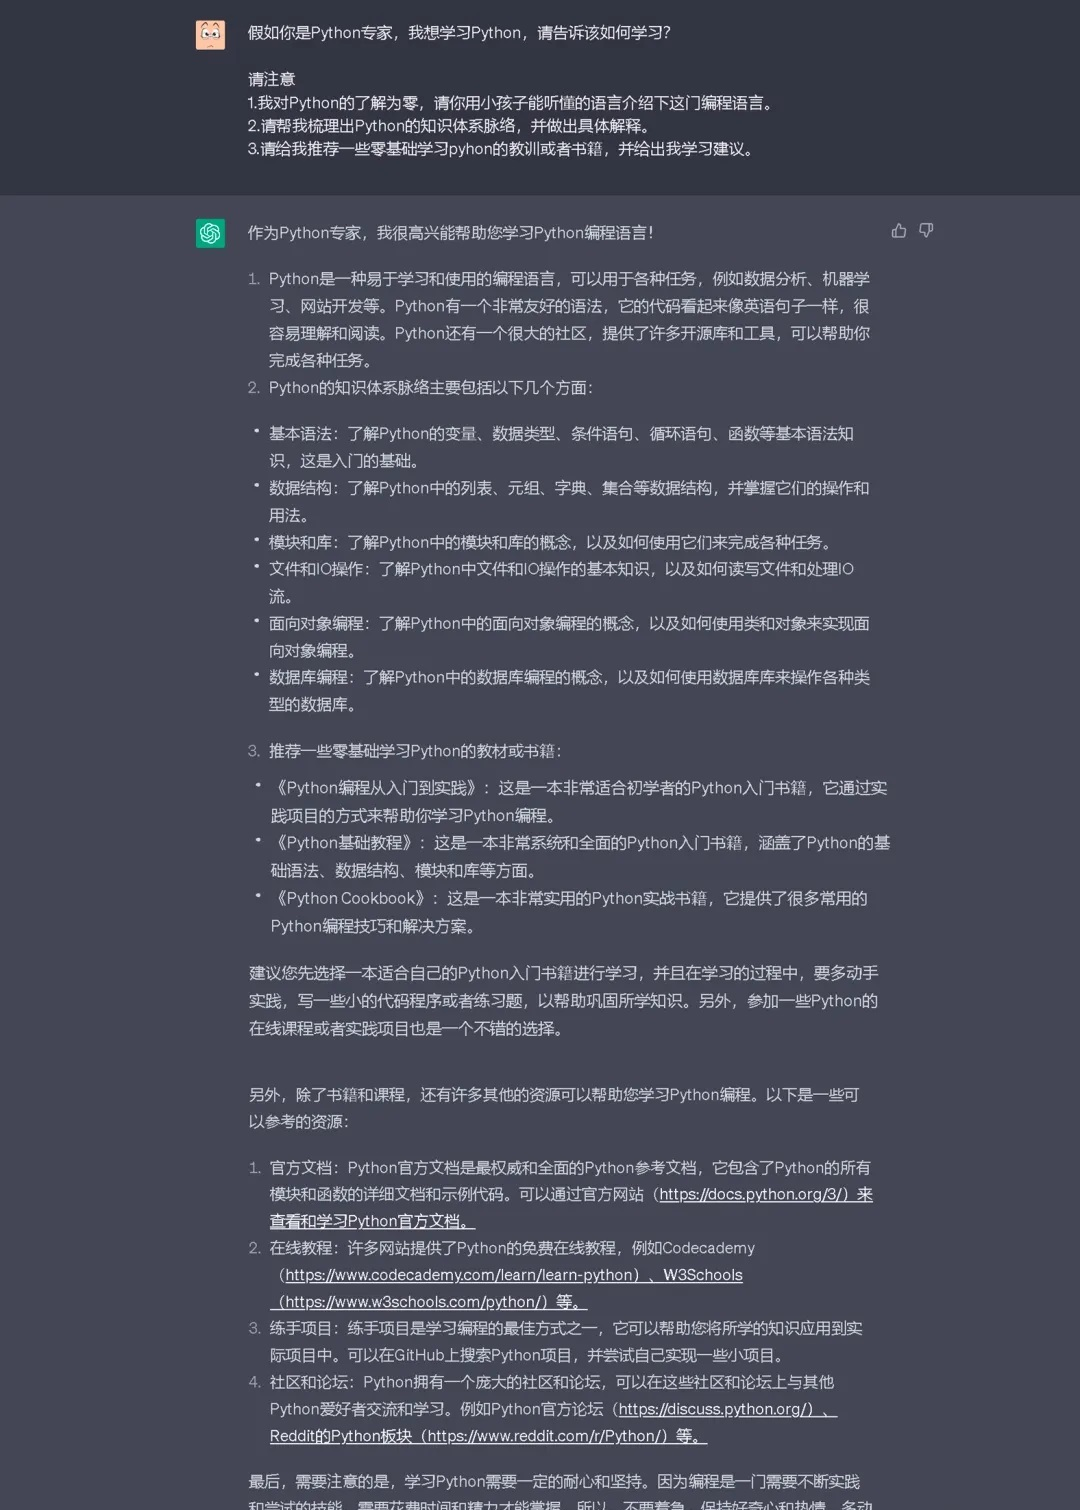 假如你是Python专家，我想学习Python，请告诉该如何学习？
请注意
1.我对Python的了解为零，请你用小孩子能听懂的语言介绍下这门编程语言。
2.请帮我梳理出Python的知识体系脉络，并做出具体解释。
3.请给我推荐一些零基础学习pyhon的教训或者书籍，并给出我学习建议。
作为Python专家，我很高兴能帮助您学习Python编程语言！
1. Python是一种易于学习和使用的编程语言，可以用于各种任务，例如数据分析、机器学
习、网站开发等。Python有一个非常友好的语法，它的代码看起来像英语句子一样，很
容易理解和阅读。Python还有一个很大的社区，提供了许多开源库和工具，可以帮助你
完成各种任务。
2. Python的知识体系脉络主要包括以下几个方面：
• 基本语法：了解Python的变量、数据类型、条件语句、循环语句、函数等基本语法知
识，这是入门的基础。
• 数据结构：了解Python中的列表、元组、字典、集合等数据结构，并掌握它们的操作和
用法。
• 模块和库：了解Python中的模块和库的概念，以及如何使用它们来完成各种任务。
• 文件和IO操作：了解Python中文件和IO操作的基本知识，以及如何读写文件和处理IO
流。
• 面向对象编程：了解Python中的面向对象编程的概念，以及如何使用类和对象来实现面
向对象编程。
• 数据库编程：了解Python中的数据库编程的概念，以及如何使用数据库库来操作各种类
型的数据库。
3. 推荐一些零基础学习Python的教材或书籍：
• 《Python编程从入门到实践》：这是一本非常适合初学者的Python入门书籍，它通过实
践项目的方式来帮助你学习Python编程。
• 《Python基础教程》：这是一本非常系统和全面的Python入门书籍，涵盖了Python的基
础语法、数据结构、模块和库等方面。
• 《Python Cookbook》：这是一本非常实用的Python实战书籍，它提供了很多常用的
Python编程技巧和解决方案。
建议您先选择一本适合自己的Python入门书籍进行学习，并且在学习的过程中，要多动手
实践，写一些小的代码程序或者练习题，以帮助巩固所学知识。另外，参加一些Python的
在线课程或者实践项目也是一个不错的选择。
另外，除了书籍和课程，还有许多其他的资源可以帮助您学习Python编程。以下是一些可
以参考的资源：
1. 官方文档：Python官方文档是最权威和全面的Python参考文档，它包含了Python的所有
模块和函数的详细文档和示例代码。可以通过官方网站（https://docs.python.org/3/）来
查看和学习Python官方文档。
2. 在线教程：许多网站提供了Python的免费在线教程，例如Codecademy
（https://www.codecademy.com/learn/learn-python）、W3Schools
（https://www.w3schools.com/python/）等。
3. 练手项目：练手项目是学习编程的最佳方式之一，它可以帮助您将所学的知识应用到实
际项目中。可以在GitHub上搜索Python项目，并尝试自己实现一些小项目。
4. 社区和论坛：Python拥有一个庞大的社区和论坛，可以在这些社区和论坛上与其他
Python爱好者交流和学习。例如Python官方论坛（https://discuss.python.org/）、
Reddit的Python板块（https://www.reddit.com/r/Python/）等。
最后，需要注意的是，学习Python需要一定的耐心和坚持。因为编程是一门需要不断实践
和尝试的技能，需要花费时间和精力才能掌握。所以，不要着急，保持好奇心和热情，多动